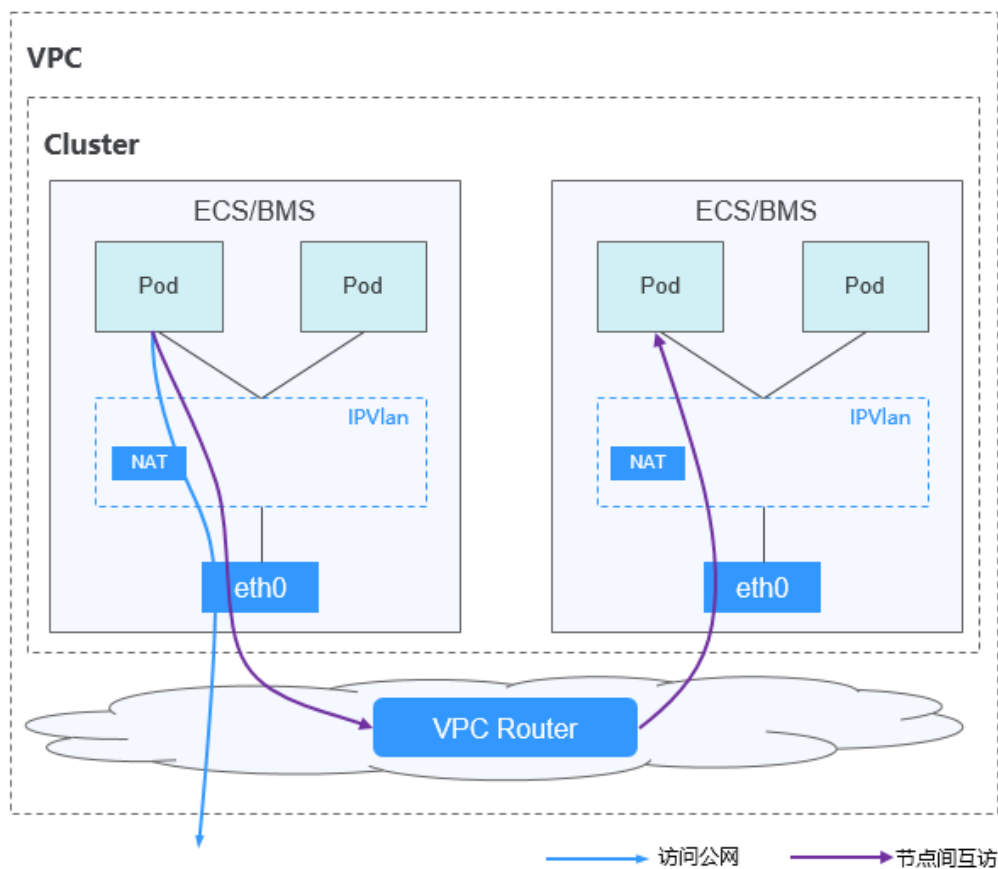 VPC
Cluster
ECS/BMS
ECS/BMS
Pod
Pod
Pod
Pod
IPVlan
IPVlan
NAT
NAT
eth0
eth0
VPC Router
访问公网
节点间互访